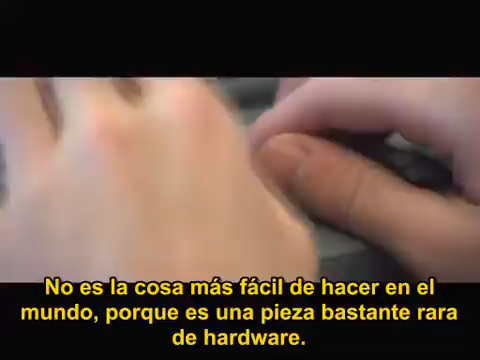 No es la cosa más fácil de hacer en el
mundo, porque es una pieza bastante rara
de hardware.